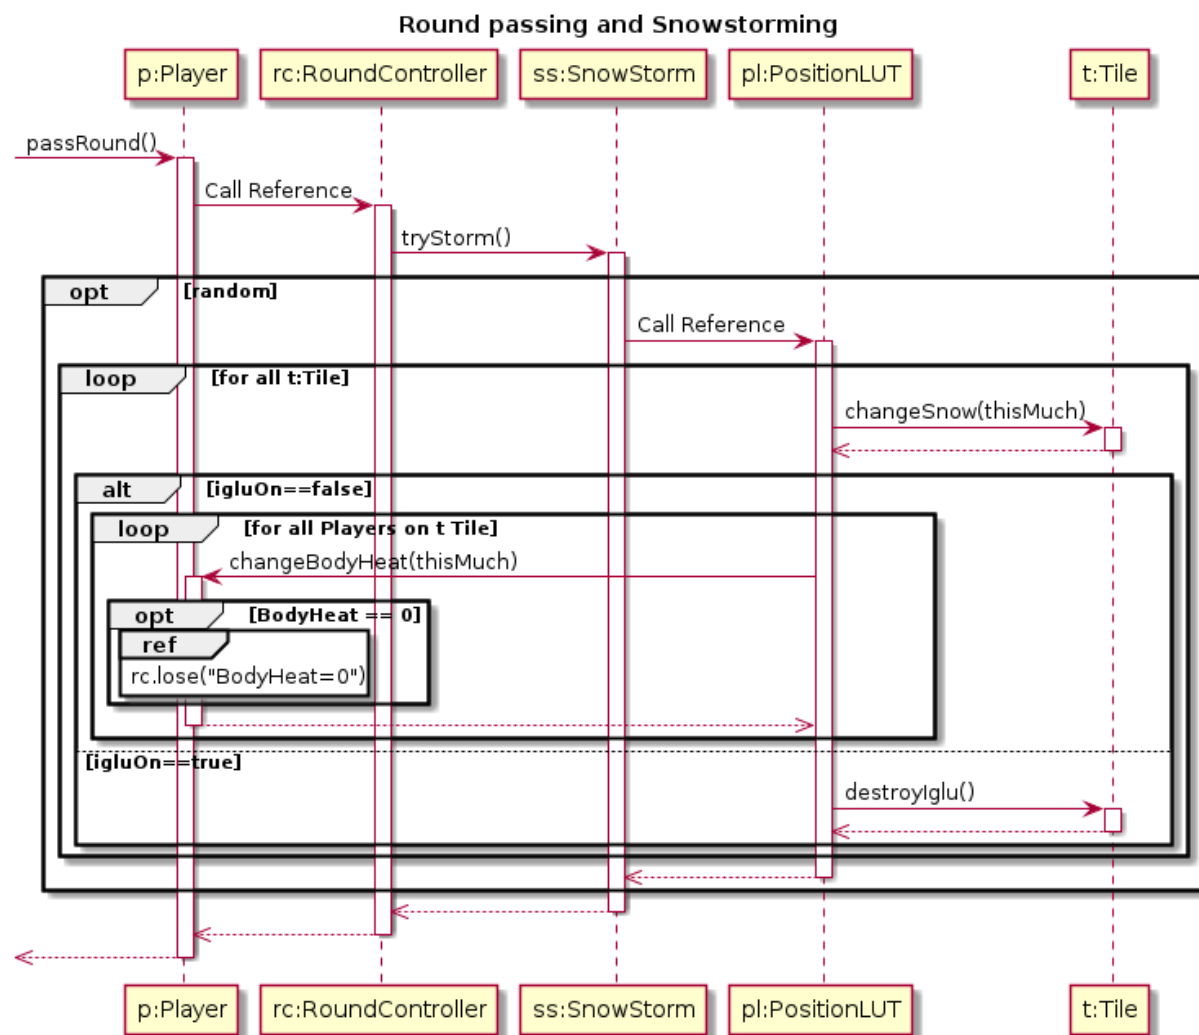 Round passing and Snowstorming
p:Player rc:RoundController ss:SnowStorm pl:PositionLUT t:Tile
passRound()
Call Reference
tryStorm()
opt [random]
Call Reference
loop [for all t:Tile]
changeSnow(thisMuch)
alt [igluOn==false]
loop [for all Players on t Tile]
changeBodyHeat(thisMuch)
opt [BodyHeat == 0]
ref
rc.lose("BodyHeat=0")
[igluOn==true]
destroyIglu()
p:Player rc:RoundController ss:SnowStorm pl:PositionLUT t:Tile